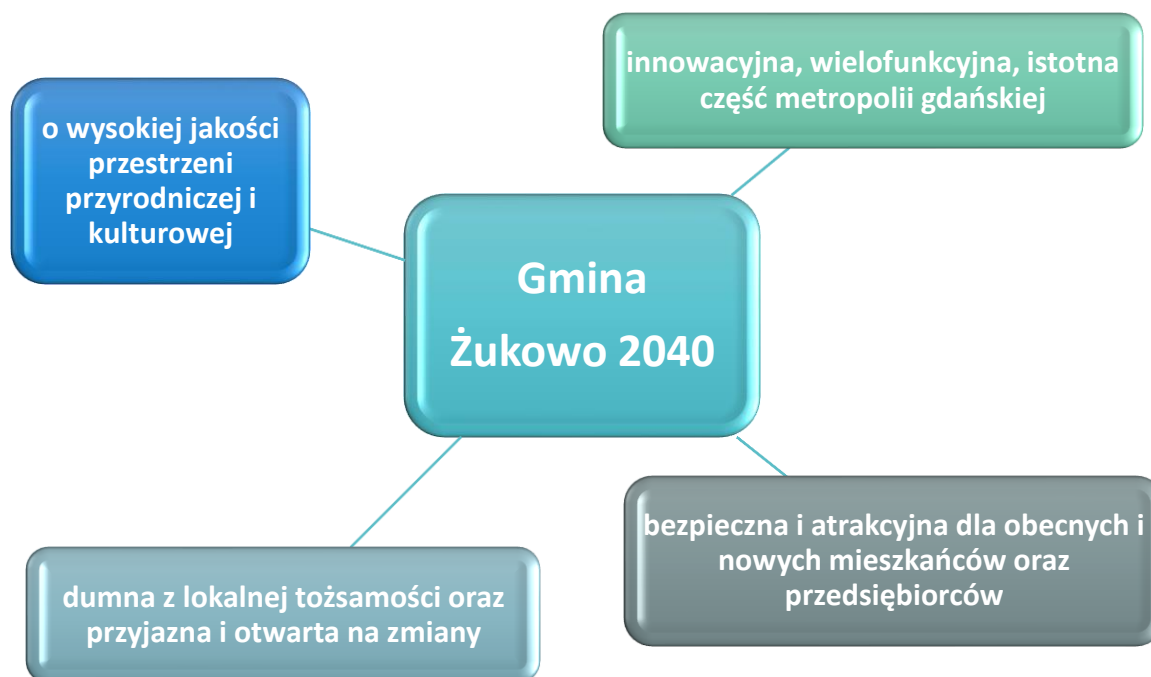 innowacyjna, wielofunkcyjna, istotna
część metropolii gdańskiej
o wysokiej jakości
przestrzeni
przyrodniczej i
kulturowej
Gmina
Żukowo 2040
bezpieczna i atrakcyjna dla obecnych i
nowych mieszkańców oraz
przedsiębiorców
dumna z lokalnej tożsamości oraz
przyjazna i otwarta na zmiany